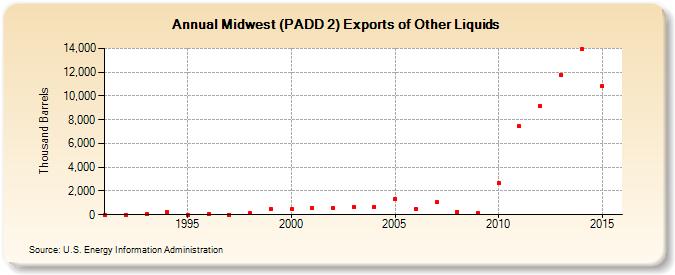 Annual Midwest (PADD 2) Exports of Other Liquids
Thousand Barrels
14,000
12,000
10,000
8,000
6,000
4,000
2,000
0
1995 2000 2005 2010 2015
Source: U.S. Energy Information Administration